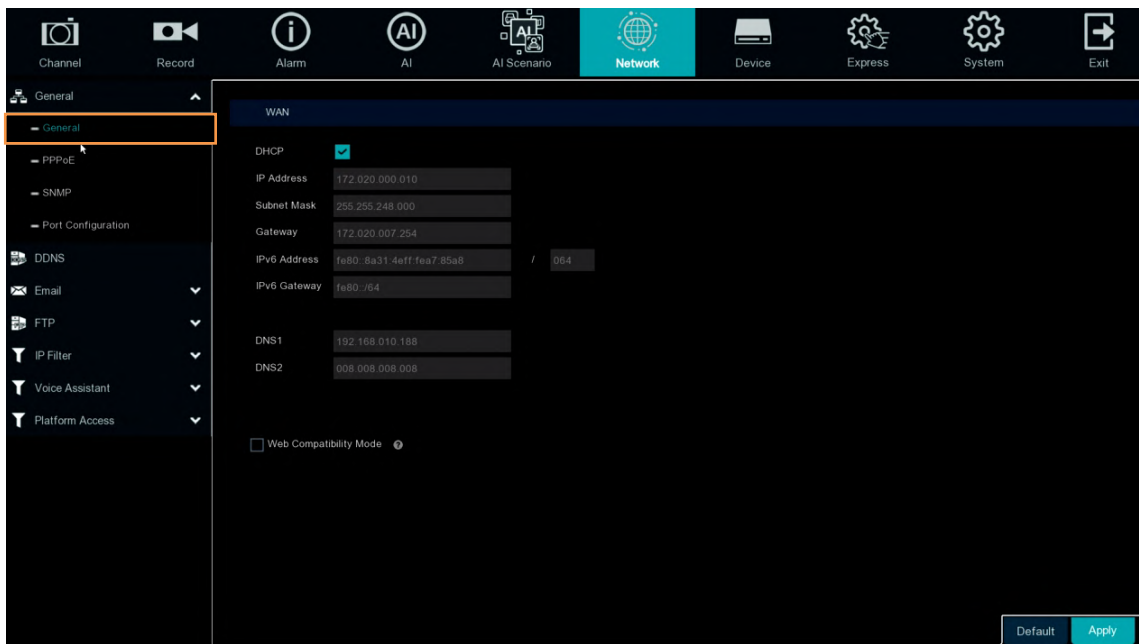 Channel Record Alarm AI AI Scenario Network Device Express System Exit
General
General
PPPoE
SNMP
Port Configuration
DDNS
Email
FTP
IP Filter
Voice Assistant
Platform Access
WAN
DHCP
IP Address 172.020.000.010
Subnet Mask 255.255.248.000
Gateway 172.020.007.254
IPv6 Address fe80::8a31:4eff:fea7:85a8 / 064
IPv6 Gateway fe80::/64
DNS1 192.168.010.188
DNS2 008.008.008.008
Web Compatibility Mode ?
Default Apply